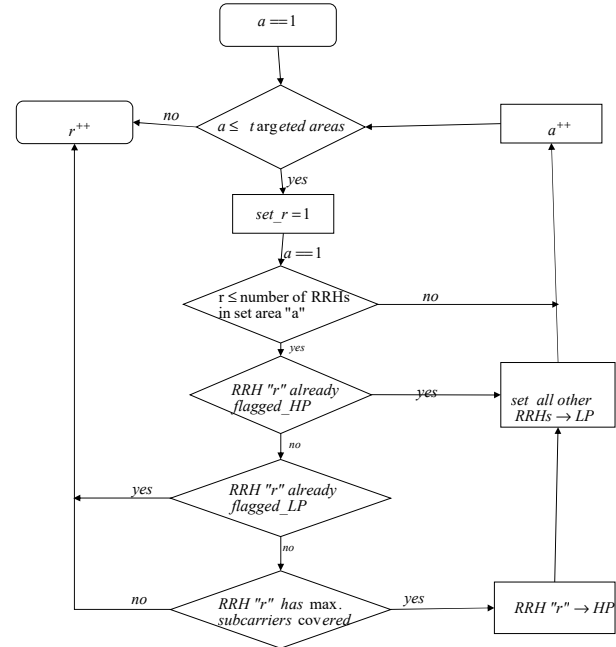 a ==1
no
r++
a ≤ t arg eted areas
a++
yes
set_r =1
a ==1
r ≤ number of RRHs
in set area "a"
no
yes
RRH "r" already
flagged_HP
yes
set all other
RRHs → LP
no
yes
RRH "r" already
flagged_LP
no
no
RRH "r" has max.
subcarriers covered
yes
RRH "r" → HP